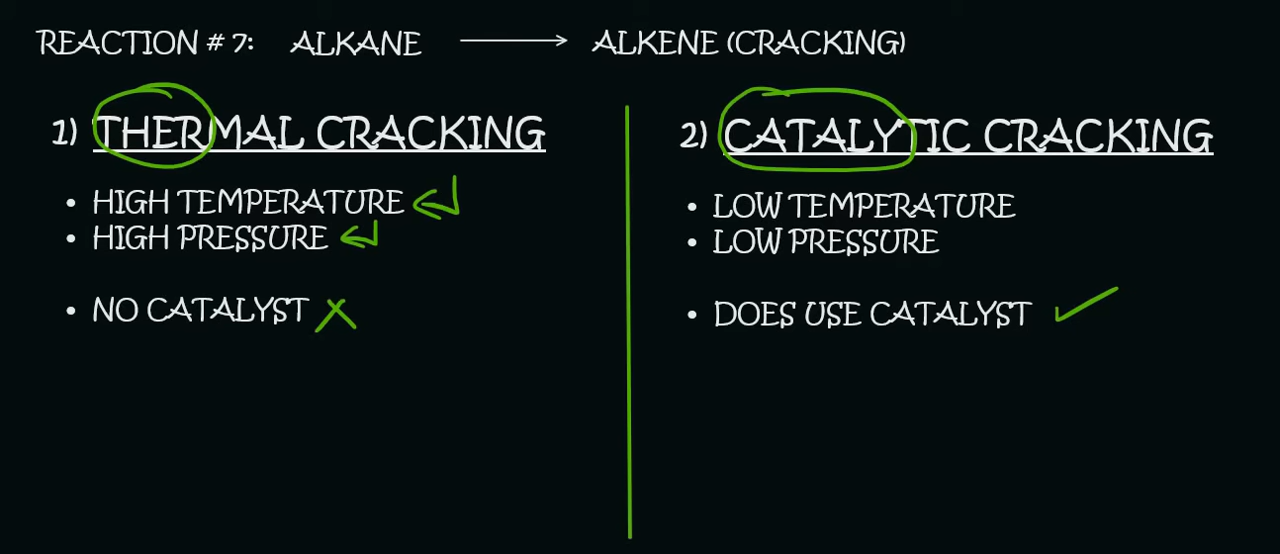 REACTION # 7: ALKANE ⟶ ALKENE (CRACKING)
1) THERMAL CRACKING
• HIGH TEMPERATURE
• HIGH PRESSURE
• NO CATALYST
2) CATALYTIC CRACKING
• LOW TEMPERATURE
• LOW PRESSURE
• DOES USE CATALYST